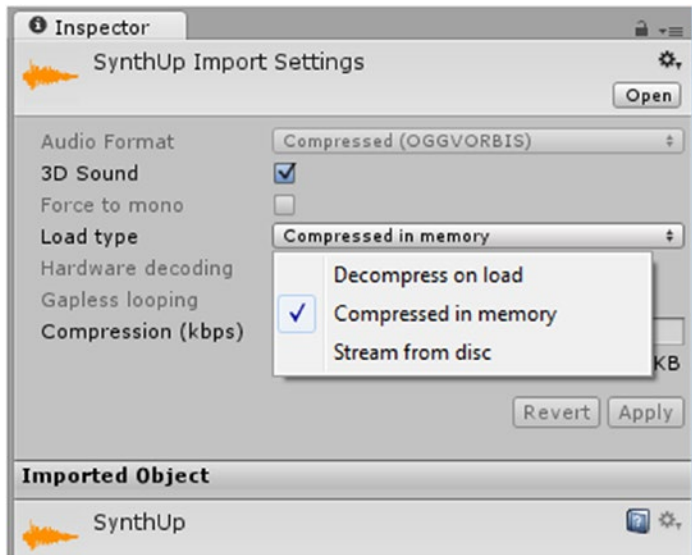 Inspector
SynthUp Import Settings
Open
Audio Format Compressed (OGGVORBIS)
3D Sound
Force to mono
Load type Compressed in memory
Hardware decoding Decompress on load
Gapless looping Compressed in memory
Compression (kbps) Stream from disc
KB
Revert Apply
Imported Object
SynthUp